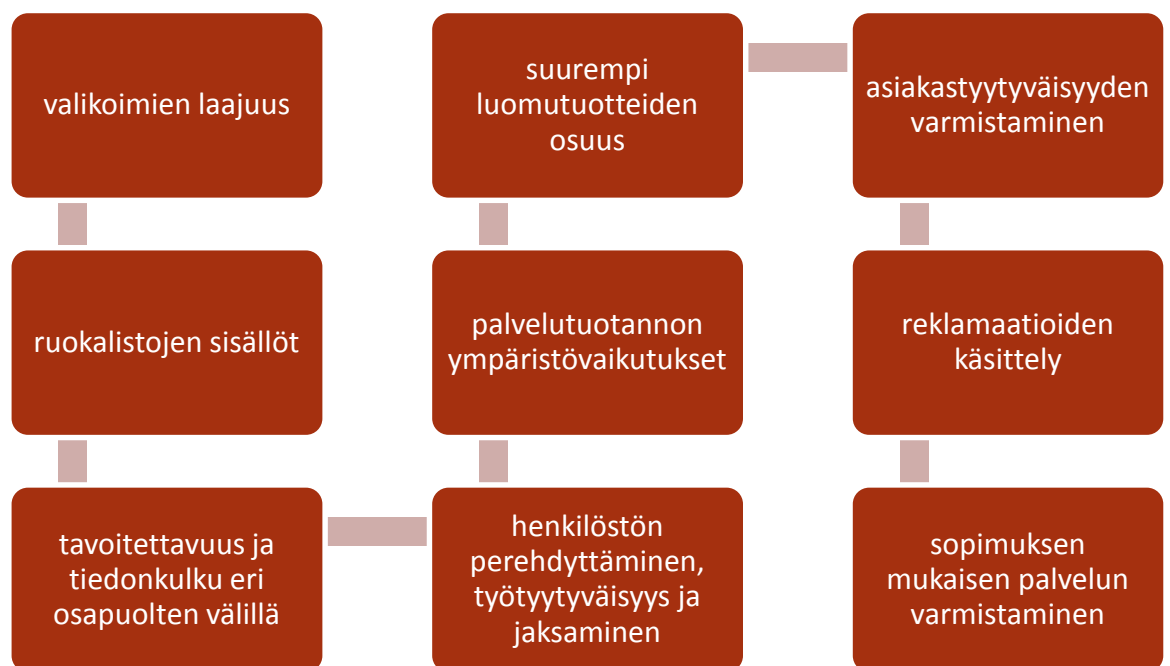 valikoimien laajuus
ruokalistojen sisällöt
tavoitettavuus ja
tiedonkulku eri
osapuolten välillä
henkilöstön
perehdyttäminen,
työtyytyväisyys ja
jaksaminen
palvelutuotannon
ympäristövaikutukset
suurempi
luomutuotteiden
osuus
asiakastyytyväisyyden
varmistaminen
reklamaatioiden
käsittely
sopimuksen
mukaisen palvelun
varmistaminen